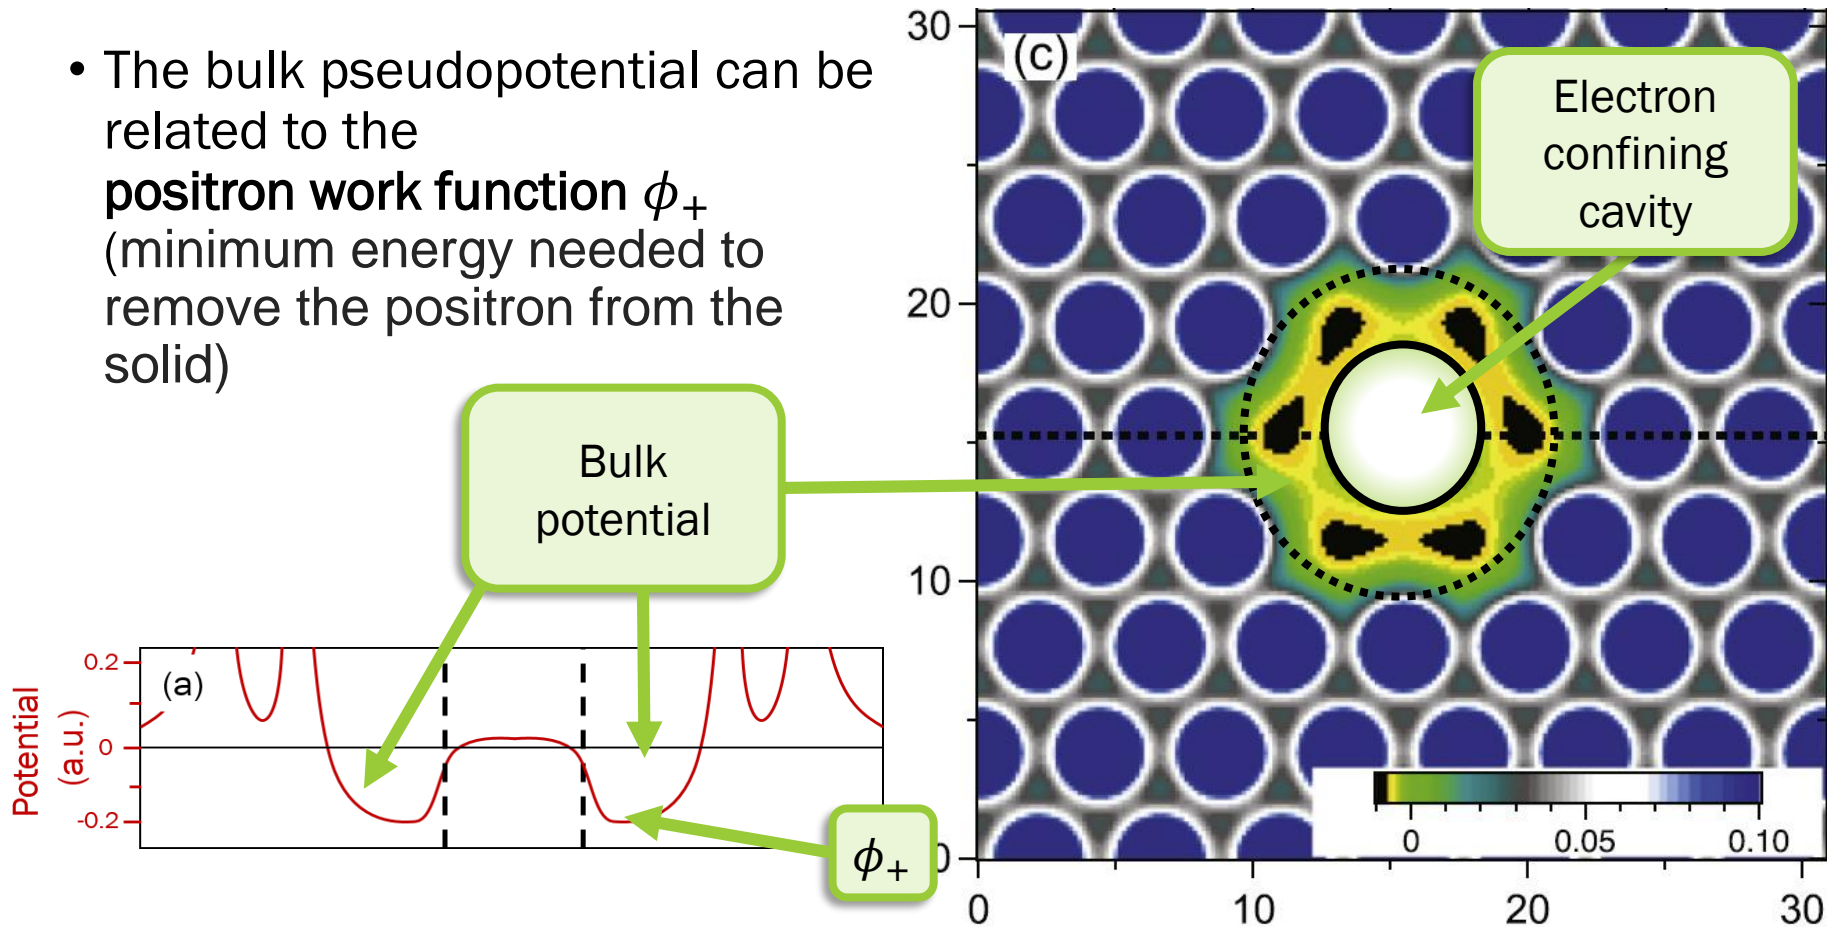 • The bulk pseudopotential can be
related to the
positron work function ϕ₊
(minimum energy needed to
remove the positron from the
solid)
Bulk
potential
0.2
0
-0.2
Potential
(a.u.)
(a)
ϕ₊
(c)
Electron
confining
cavity
30
20
10
0
0
10
20
30
0
0.05
0.10